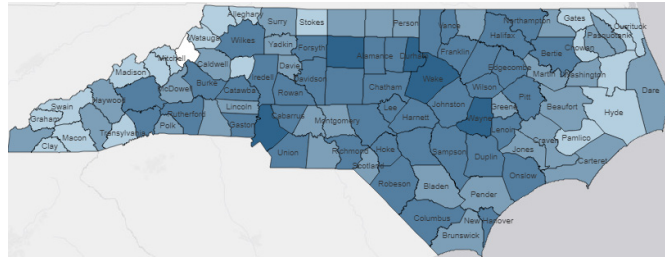 Alleghany
Surry
Stokes
Person
Vance
Northampton
Gates
Currituck
Watauga
Wilkes
Yadkin
Forsyth
Alamance
Durham
Franklin
Halifax
Bertie
Chowan
Pasquotank
Mitchell
Madison
Caldwell
Iredell
Davie
Davidson
Wake
Edgecombe
Martin
Washington
Dare
Haywood
McDowell
Burke
Catawba
Rowan
Chatham
Johnston
Wilson
Pitt
Beaufort
Hyde
Swain
Graham
Rutherford
Lincoln
Cabarrus
Montgomery
Lee
Harnett
Wayne
Greene
Lenoir
Craven
Pamlico
Macon
Clay
Transylvania
Polk
Gaston
Union
Richmond
Hoke
Scotland
Sampson
Duplin
Jones
Carteret
Robeson
Bladen
Pender
Onslow
Columbus
New Hanover
Brunswick